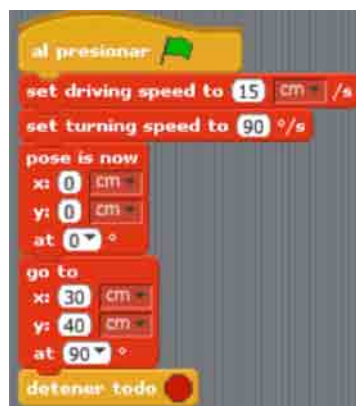 al presionar
set driving speed to 15 cm /s
set turning speed to 90 °/s
pose is now
x: 0 cm
y: 0 cm
at 0 °
go to
x: 30 cm
y: 40 cm
at 90 °
detener todo